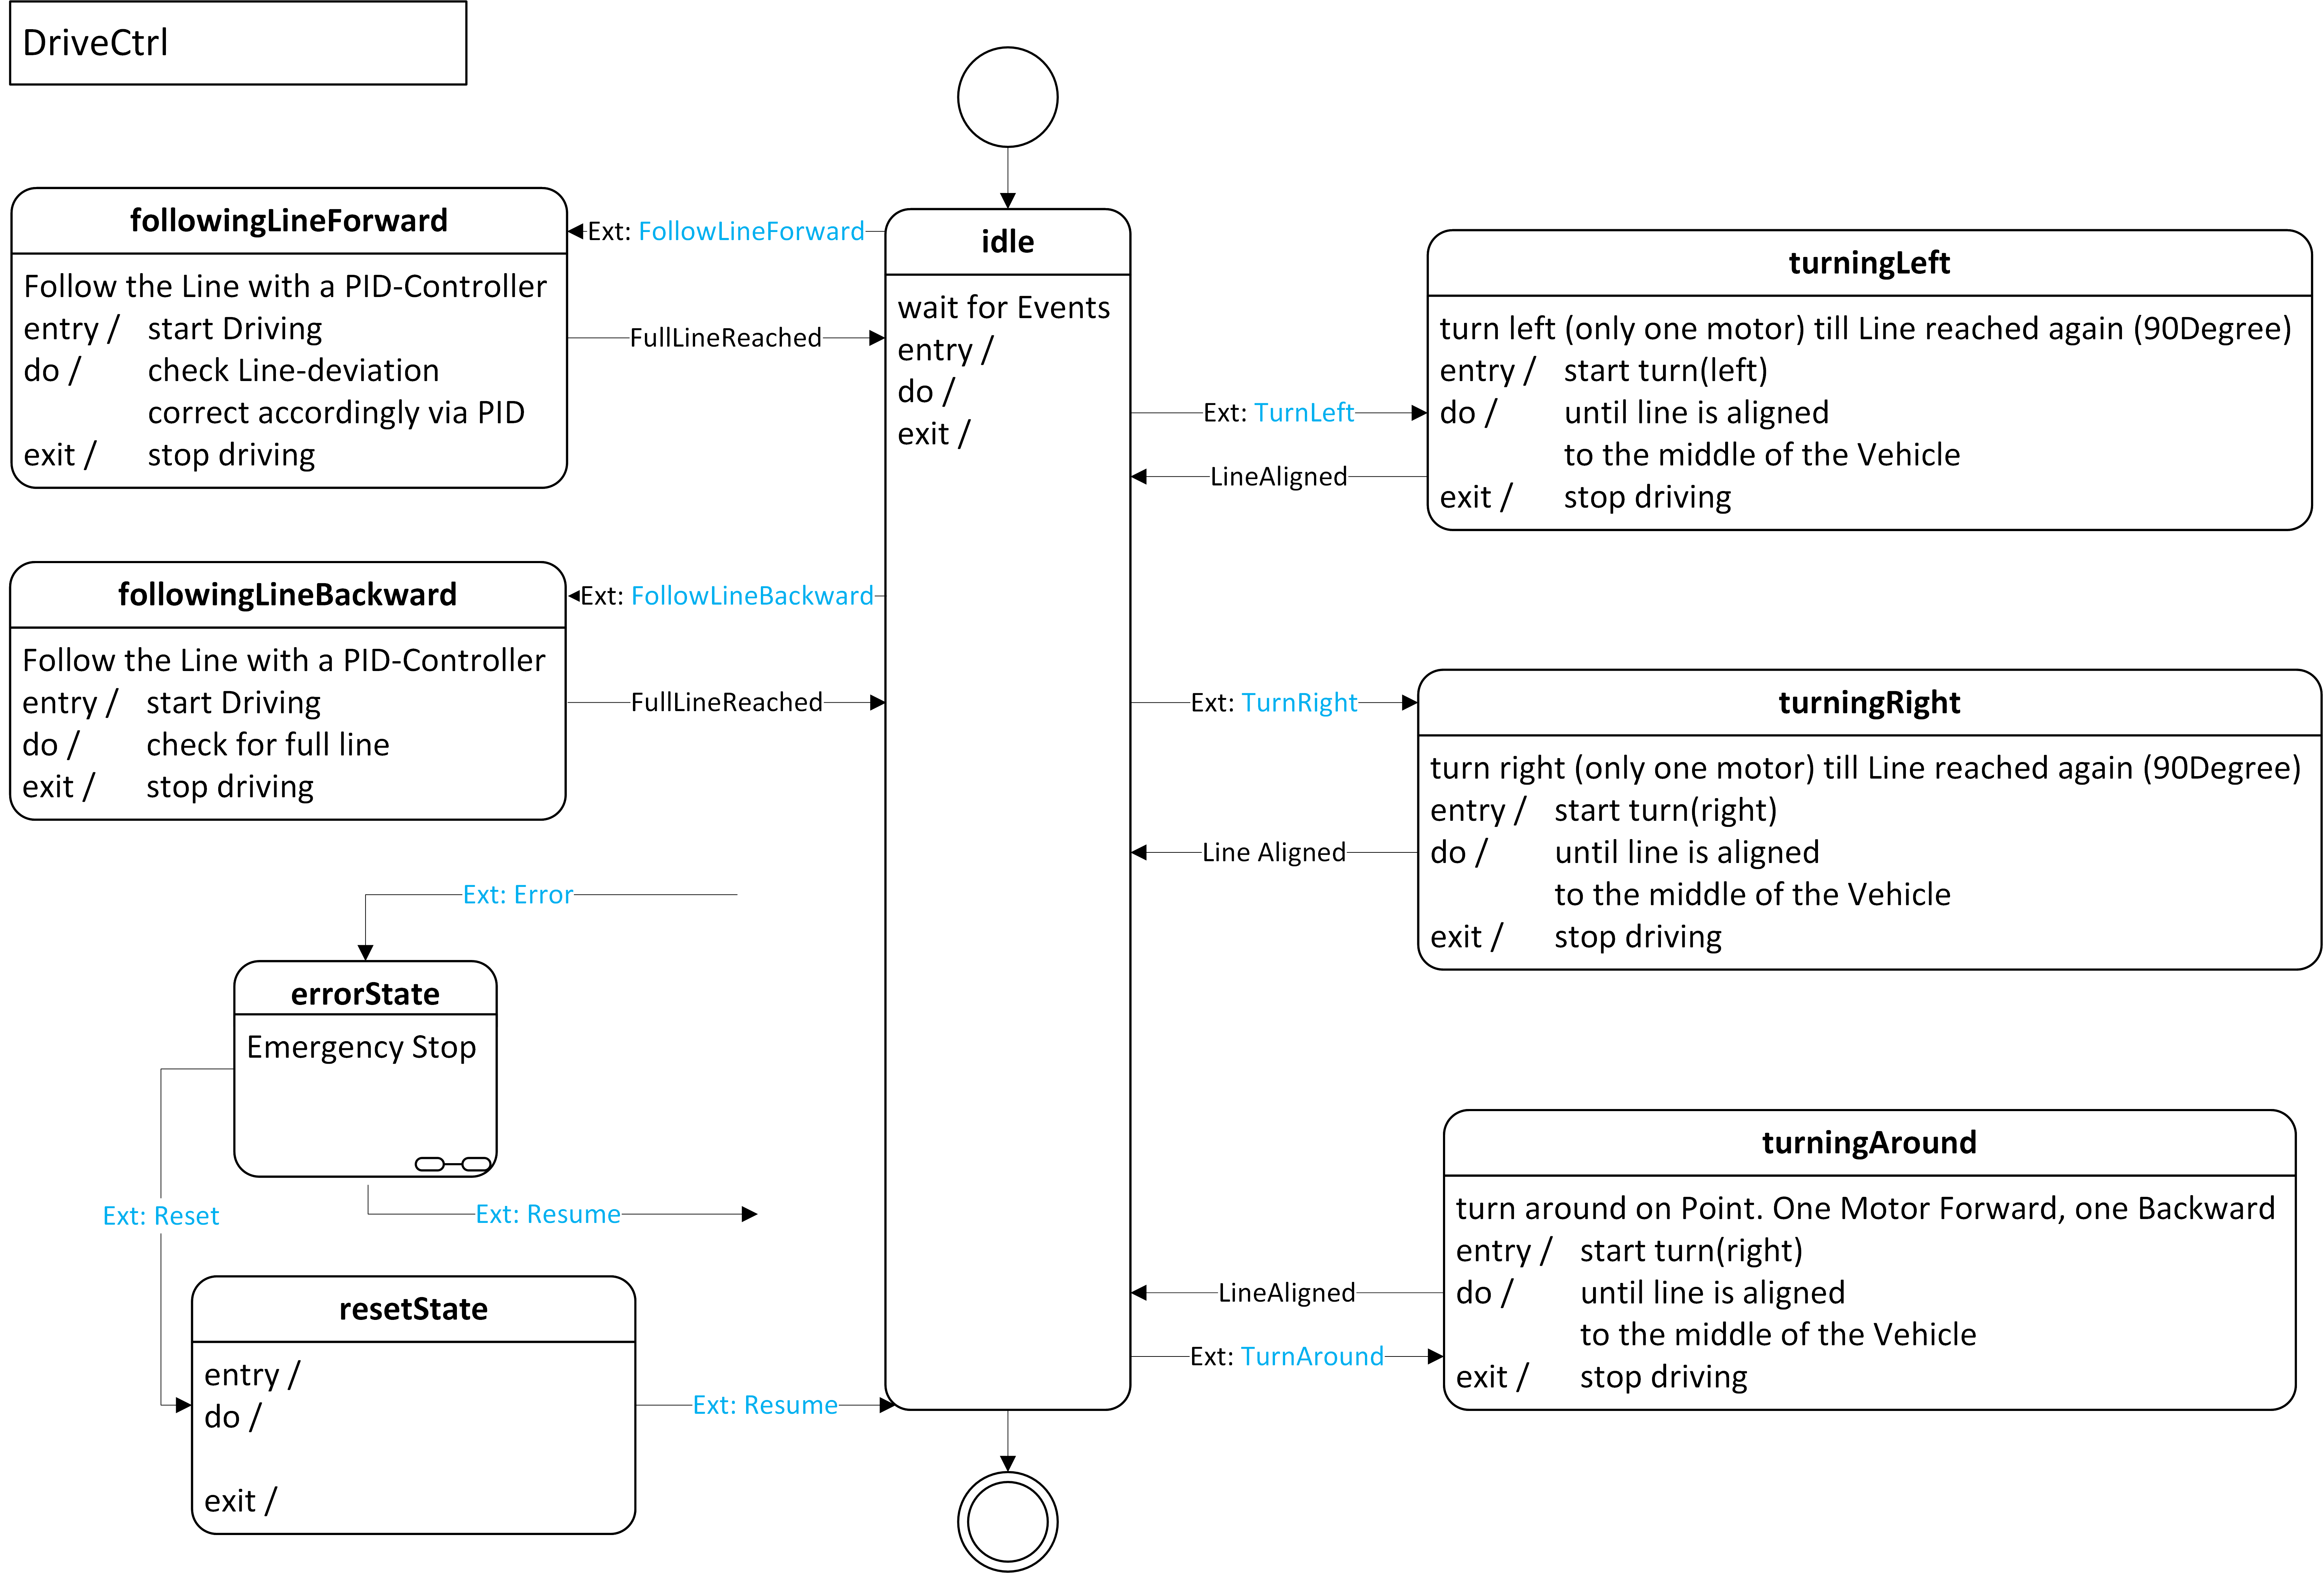 DriveCtrl
followingLineForward
Follow the Line with a PID-Controller
entry / start Driving
do / check Line-deviation
correct accordingly via PID
exit / stop driving
Ext: FollowLineForward
FullLineReached
idle
wait for Events
entry /
do /
exit /
turningLeft
turn left (only one motor) till Line reached again (90Degree)
entry / start turn(left)
do / until line is aligned
to the middle of the Vehicle
exit / stop driving
Ext: TurnLeft
LineAligned
followingLineBackward
Follow the Line with a PID-Controller
entry / start Driving
do / check for full line
exit / stop driving
Ext: FollowLineBackward
FullLineReached
turningRight
turn right (only one motor) till Line reached again (90Degree)
entry / start turn(right)
do / until line is aligned
to the middle of the Vehicle
exit / stop driving
Ext: TurnRight
Line Aligned
Ext: Error
errorState
Emergency Stop
Ext: Reset
Ext: Resume
resetState
entry /
do /
exit /
Ext: Resume
turningAround
turn around on Point. One Motor Forward, one Backward
entry / start turn(right)
do / until line is aligned
to the middle of the Vehicle
exit / stop driving
LineAligned
Ext: TurnAround